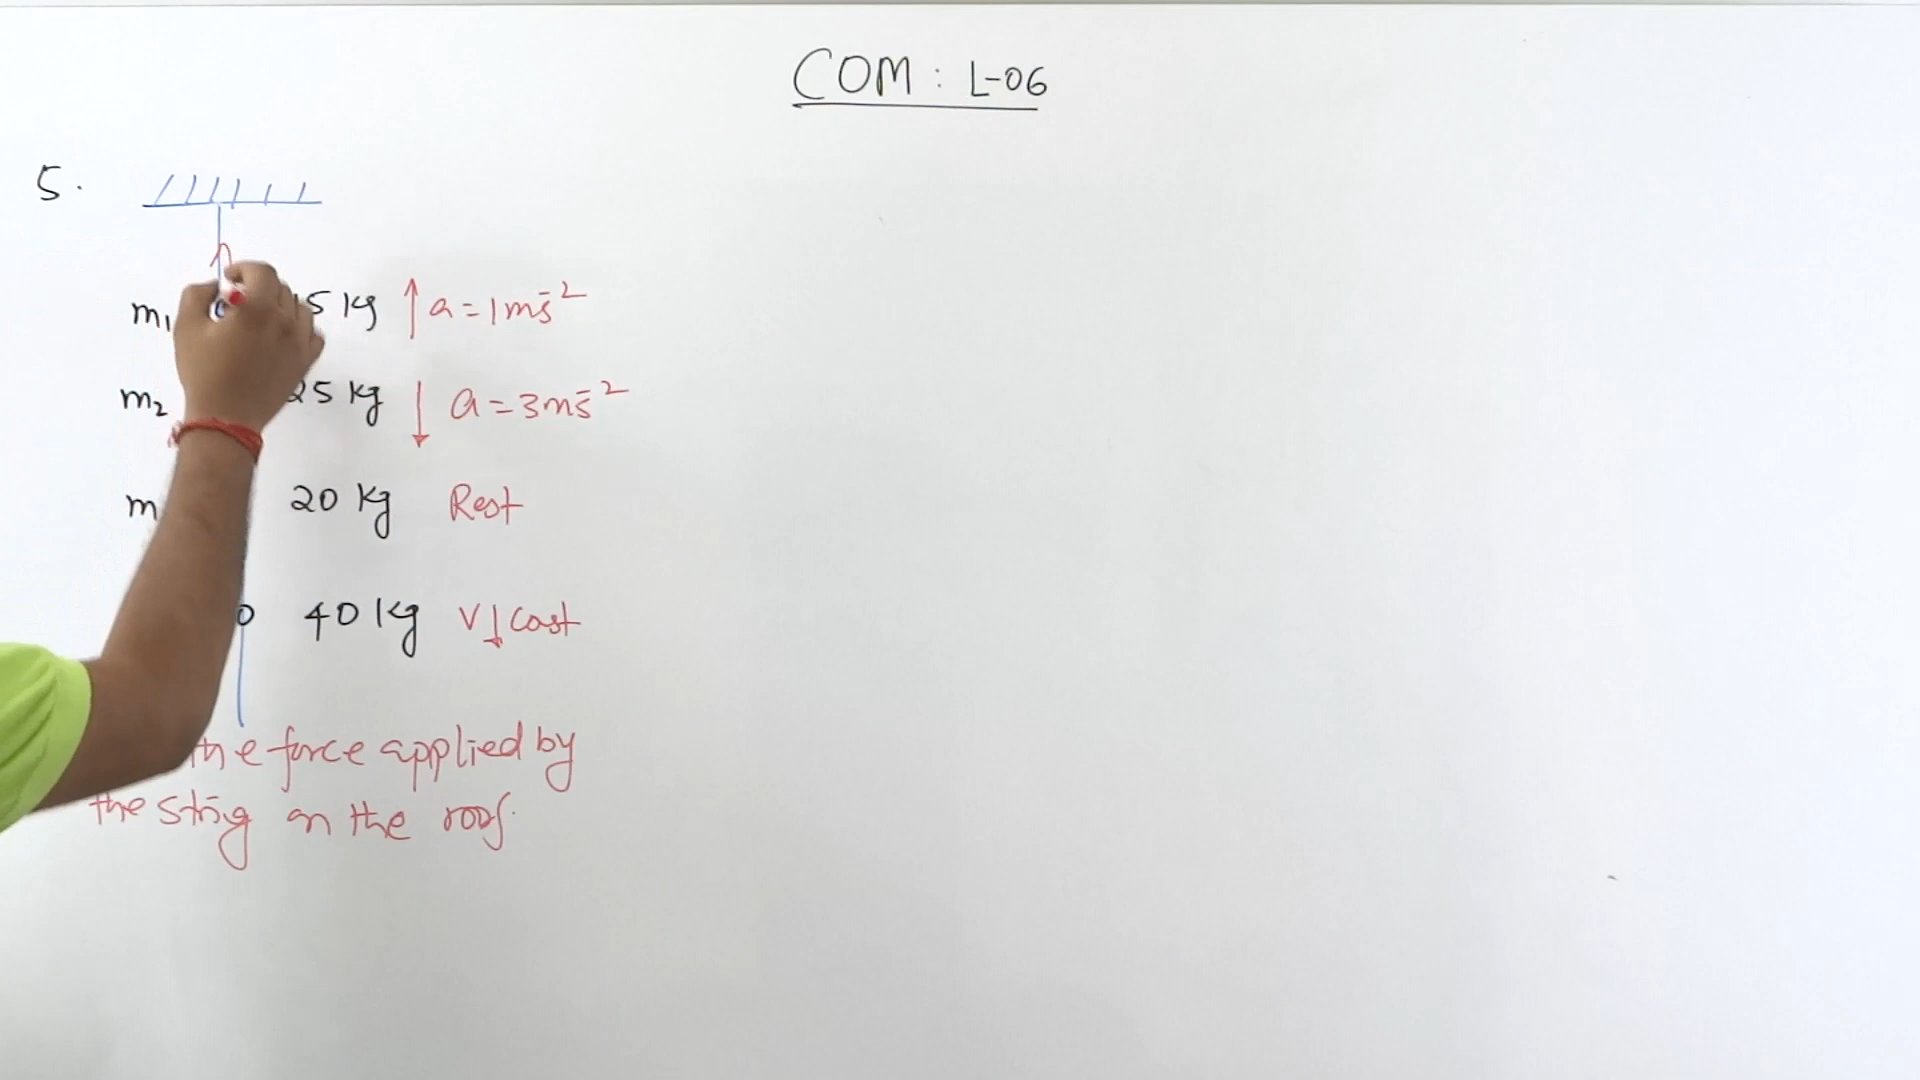 COM : L-06
5.
m₁ 15 kg ↑ a = 1 ms⁻²
m₂ 25 kg ↓ a = 3 ms⁻²
m 20 kg Rest
40 kg V↓ Cost
the force applied by
the string on the roof.